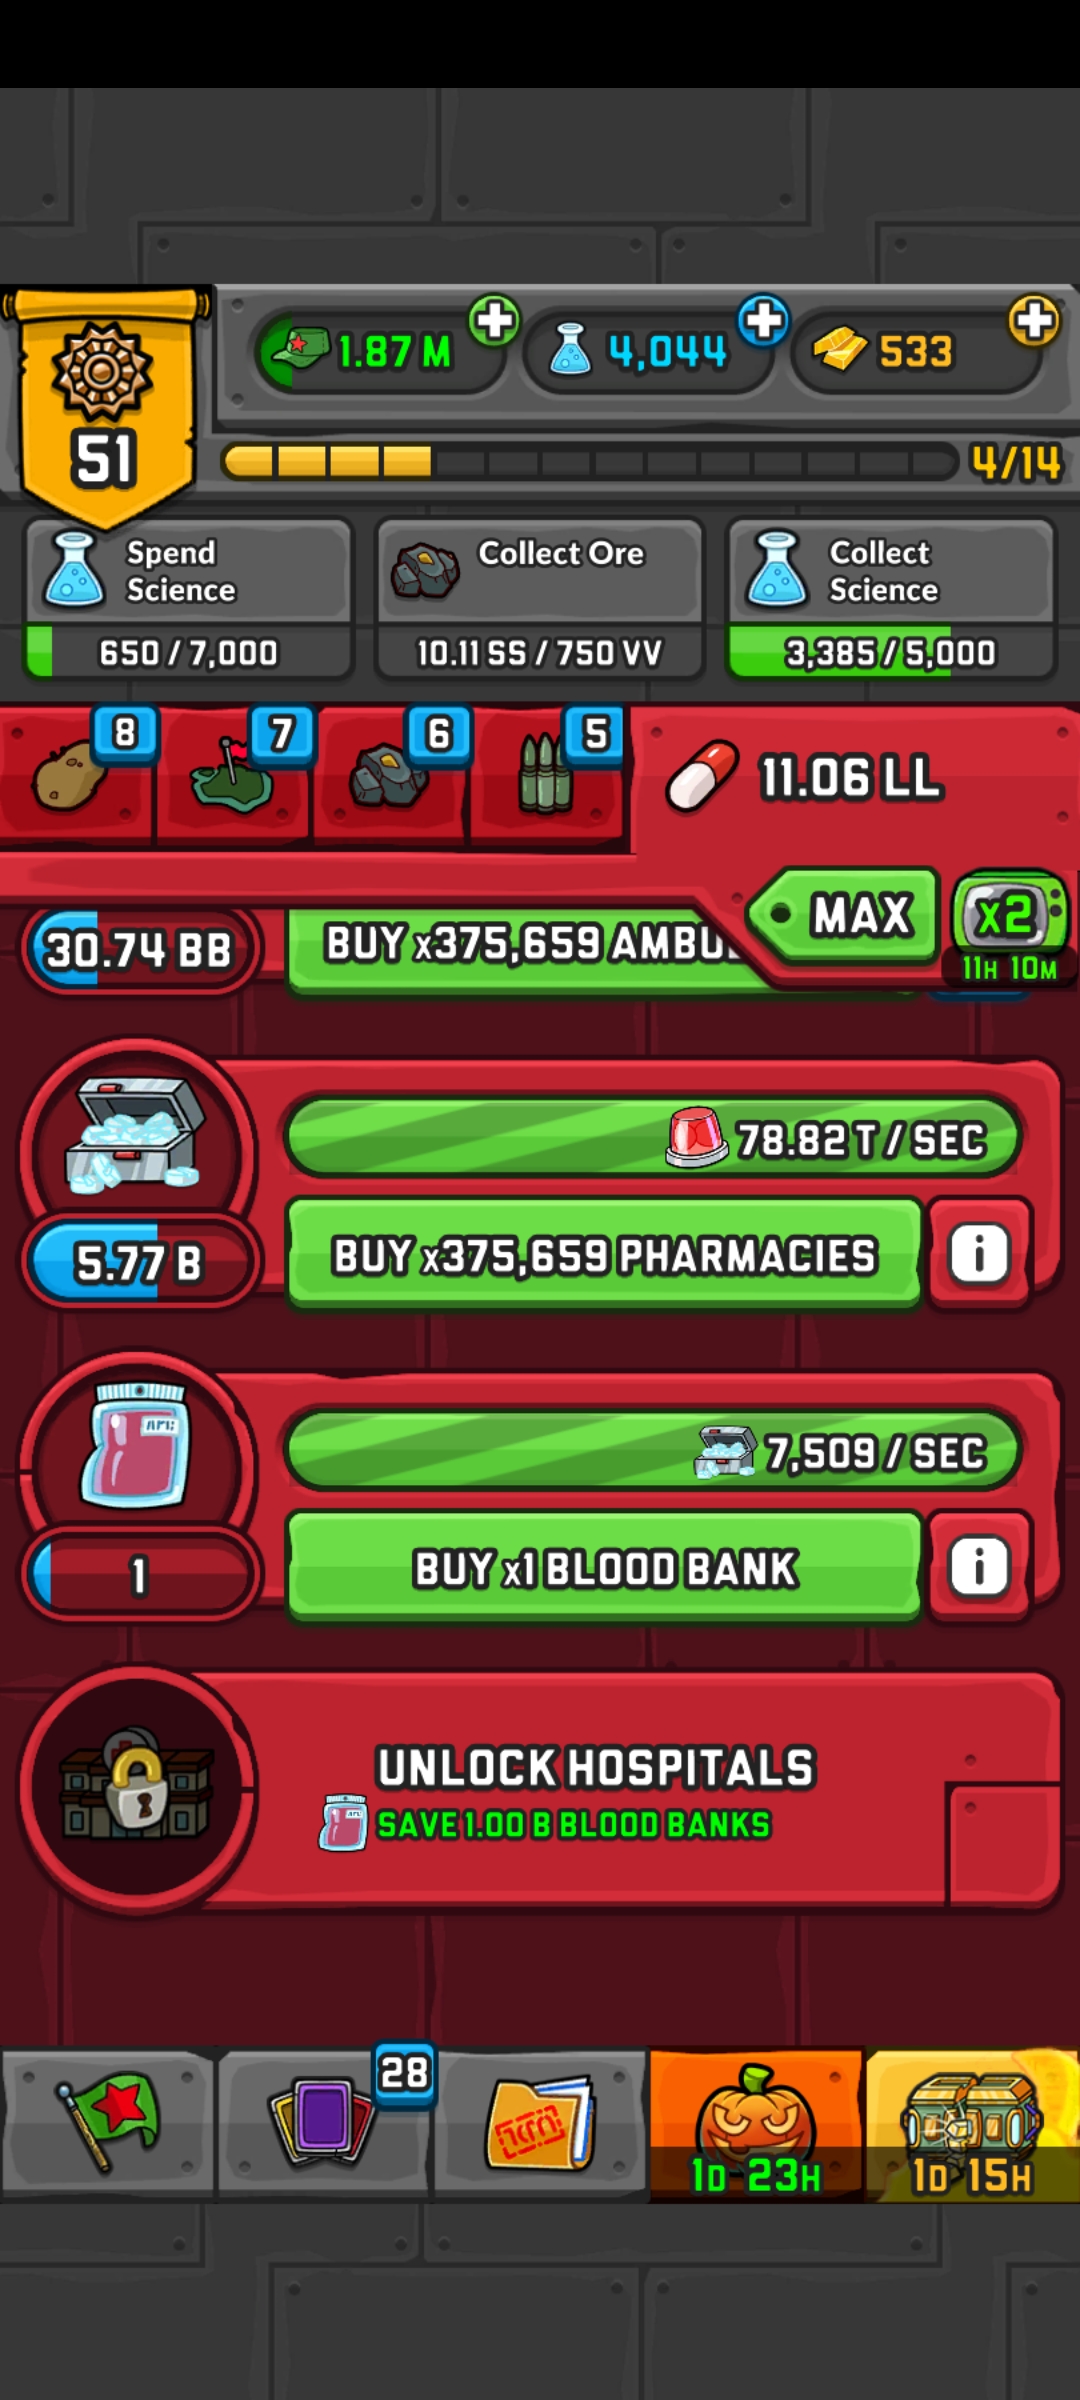 1.87 M
4,044
533
51
4/14
Spend
Science
Collect Ore
Collect
Science
650 / 7,000
10.11 SS / 750 VV
3,385 / 5,000
8
7
6
5
11.06 LL
MAX
x2
11H 10M
30.74 BB
BUY x375,659
78.82 T / SEC
5.77 B
BUY x375,659 PHARMACIES
i
7,509 / SEC
1
BUY x1 BLOOD BANK
i
UNLOCK HOSPITALS
SAVE 1.00 B BLOOD BANKS
28
1D 23H
1D 15H